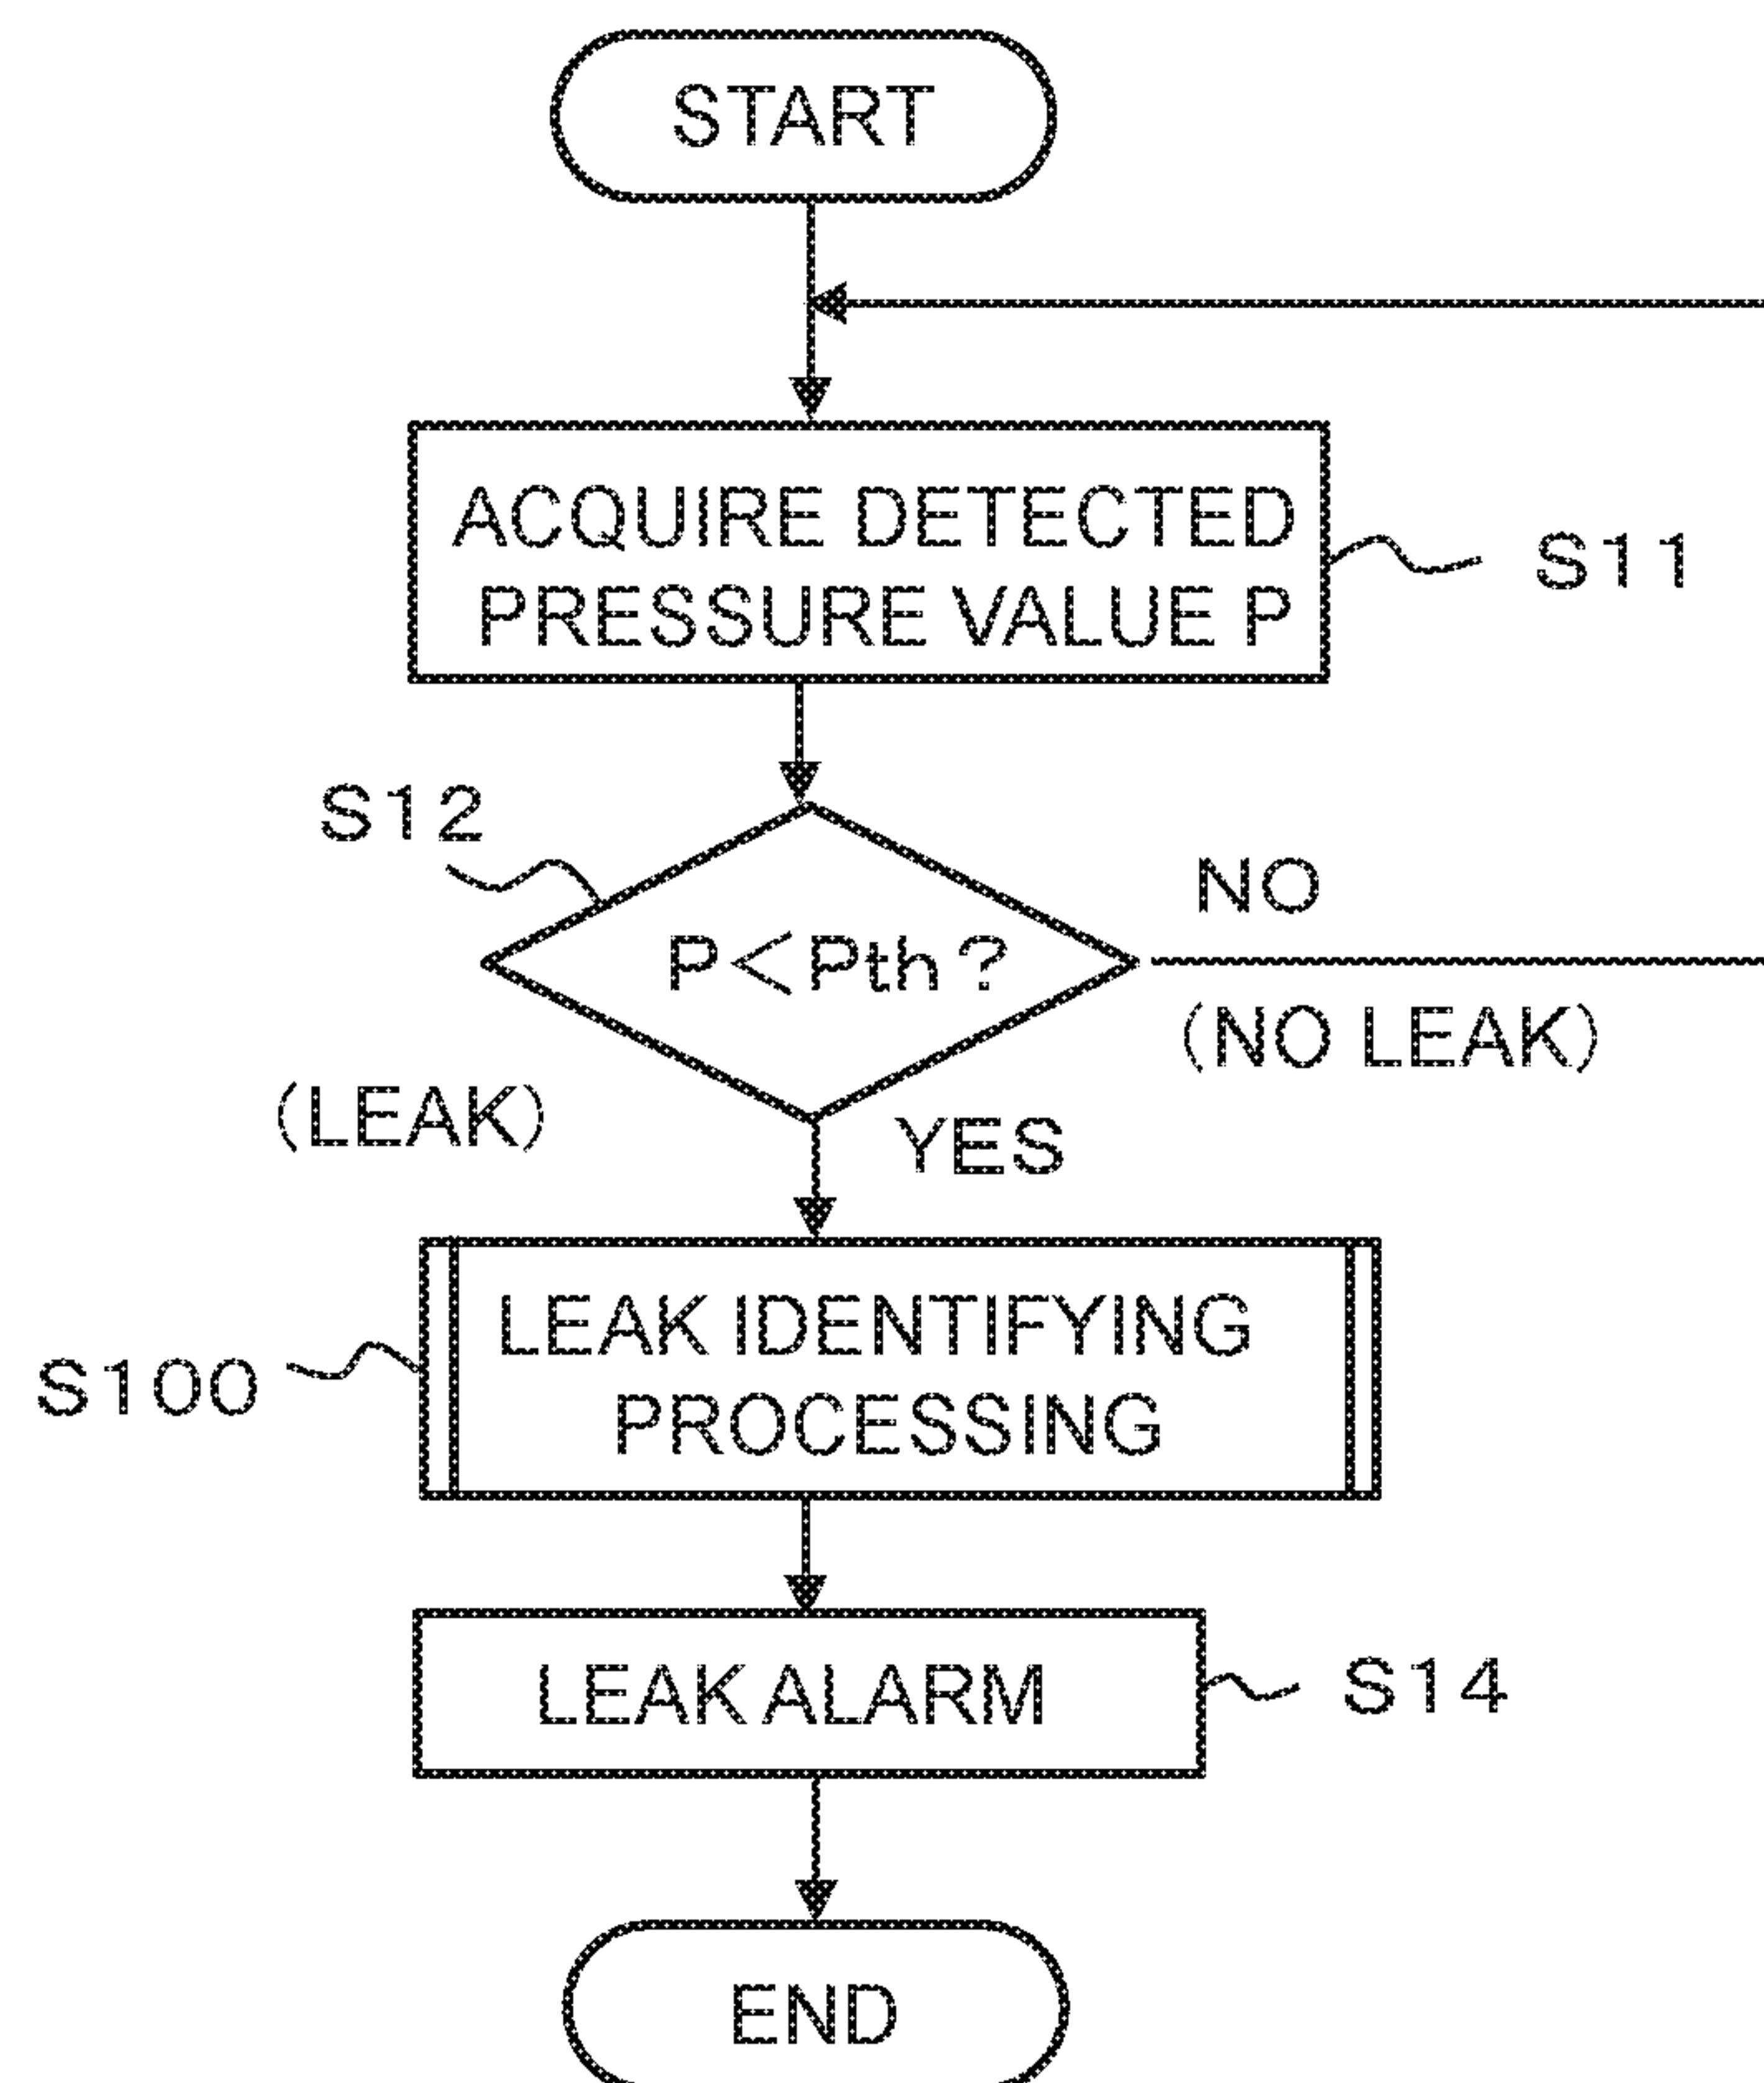 START
ACQUIRE DETECTED
PRESSURE VALUE P
S11
S12
P<Pth?
NO
(NO LEAK)
(LEAK)
YES
LEAK IDENTIFYING
PROCESSING
S100
LEAK ALARM
S14
END